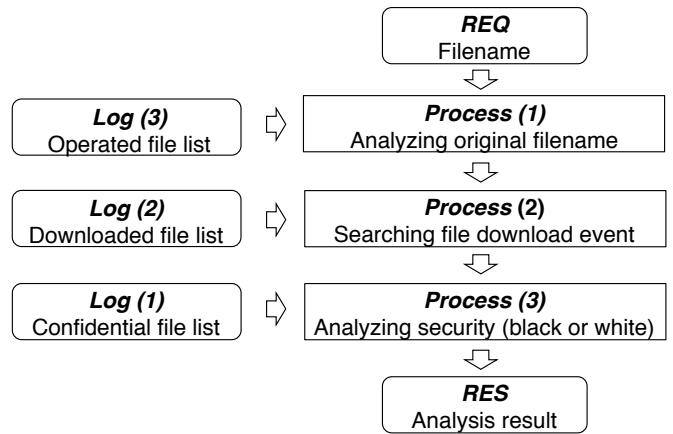 REQ
Filename
Log (3)
Operated file list
Process (1)
Analyzing original filename
Log (2)
Downloaded file list
Process (2)
Searching file download event
Log (1)
Confidential file list
Process (3)
Analyzing security (black or white)
RES
Analysis result